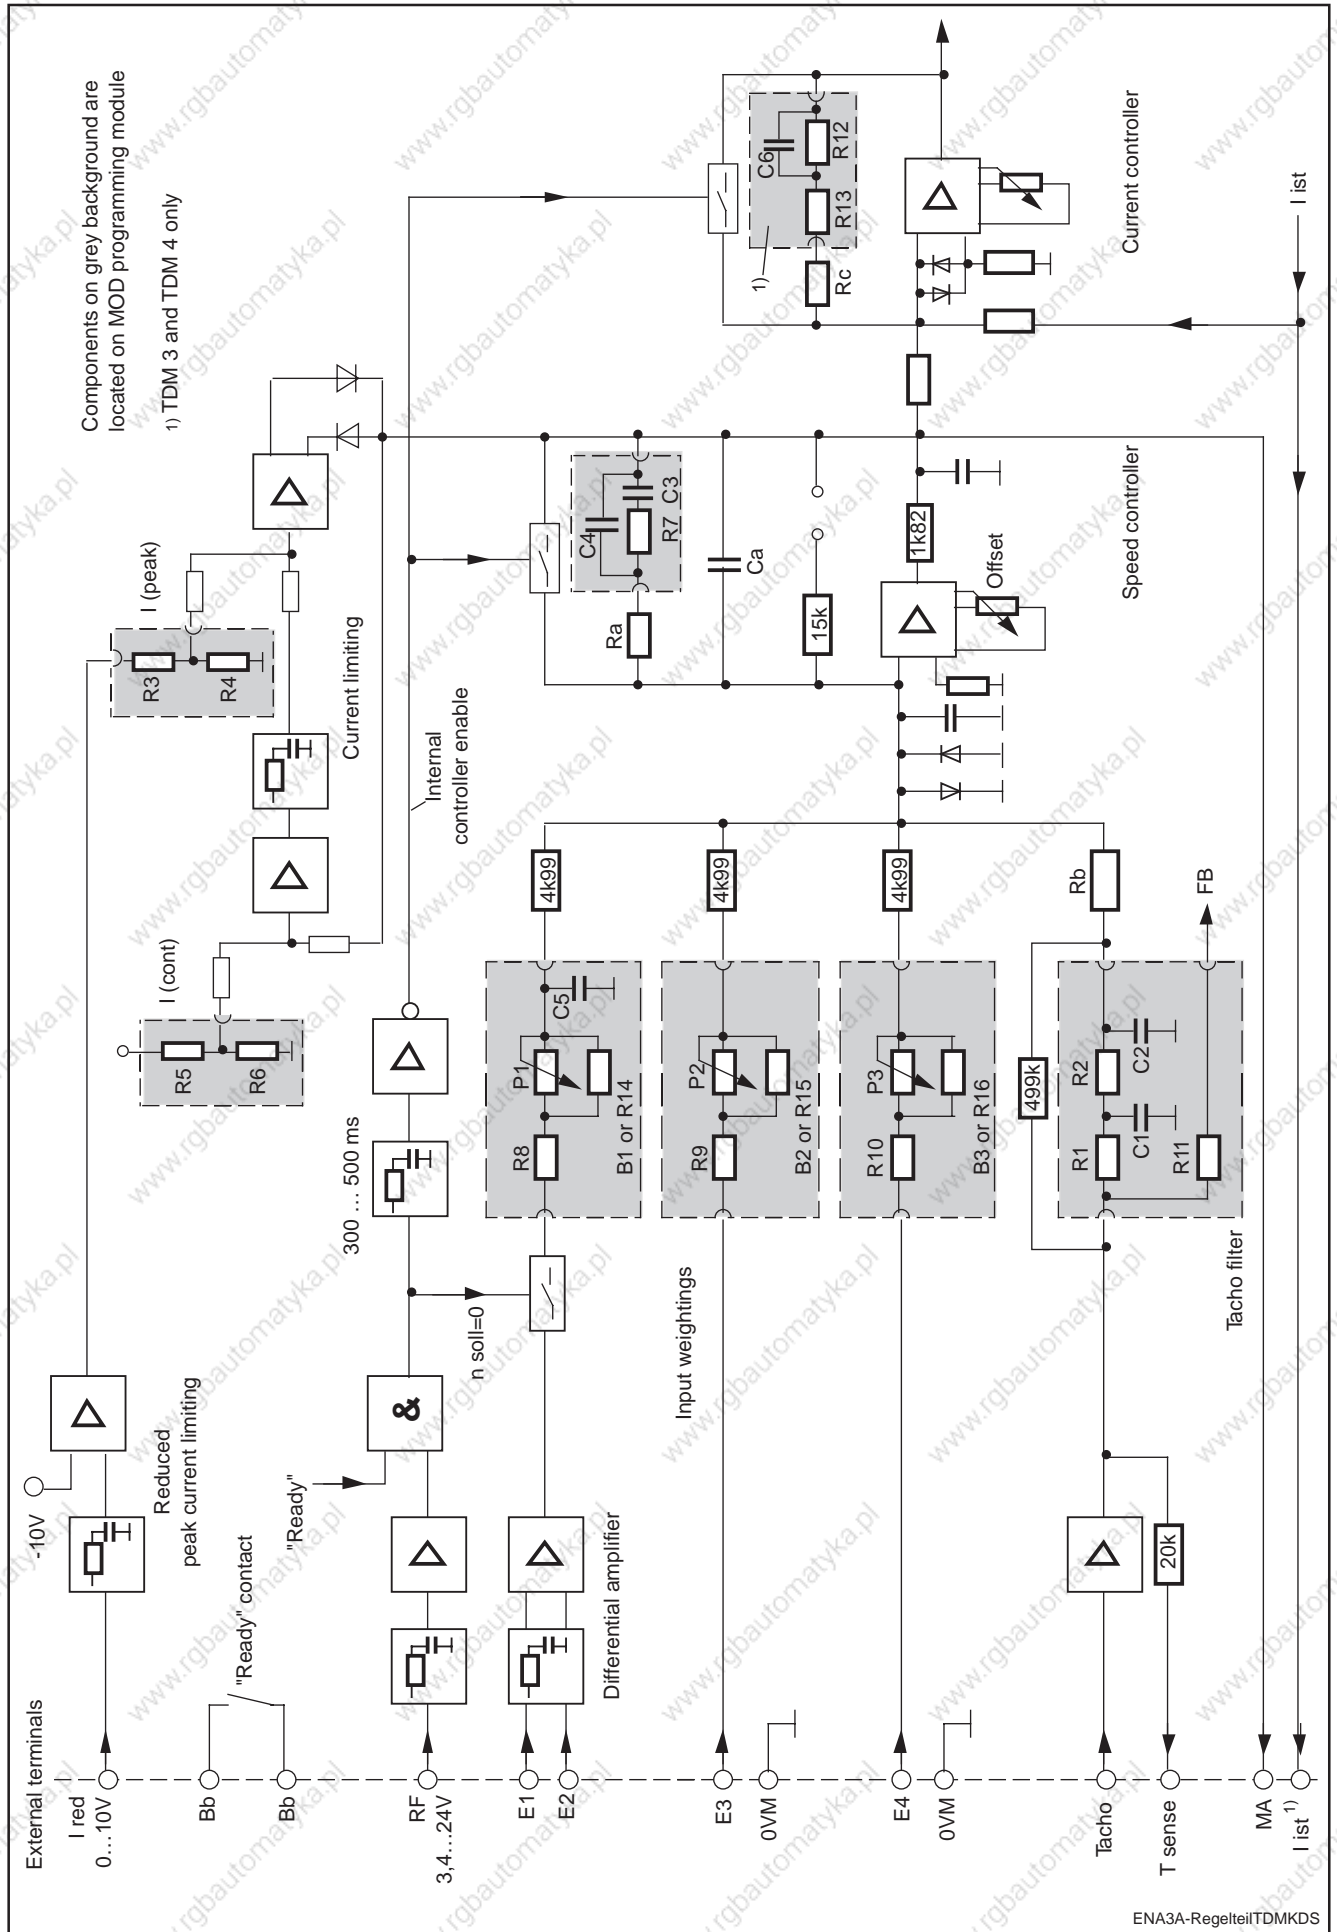 Components on grey background are
located on MOD programming module
1) TDM 3 and TDM 4 only
External terminals
I red
0...10V
-10V
Reduced
peak current limiting
R3
R4
I (peak)
Current limiting
R5
R6
I (cont)
Bb
Bb
"Ready" contact
RF
3,4...24V
"Ready"
&
300 ... 500 ms
n soll=0
Internal
controller enable
E1
E2
Differential amplifier
R8
P1
C5
B1 or R14
4k99
Input weightings
E3
0VM
R9
P2
B2 or R15
4k99
E4
0VM
R10
P3
B3 or R16
4k99
Tacho
T sense
20k
Tacho filter
499k
R1
R2
C1
C2
R11
Rb
FB
Ra
C4
R7
C3
Ca
15k
Offset
1k82
Speed controller
1)
Rc
R13
R12
C6
Current controller
I ist
MA
I ist 1)
ENA3A-RegelteilTDMKDS
www.rgbautomatyka.pl